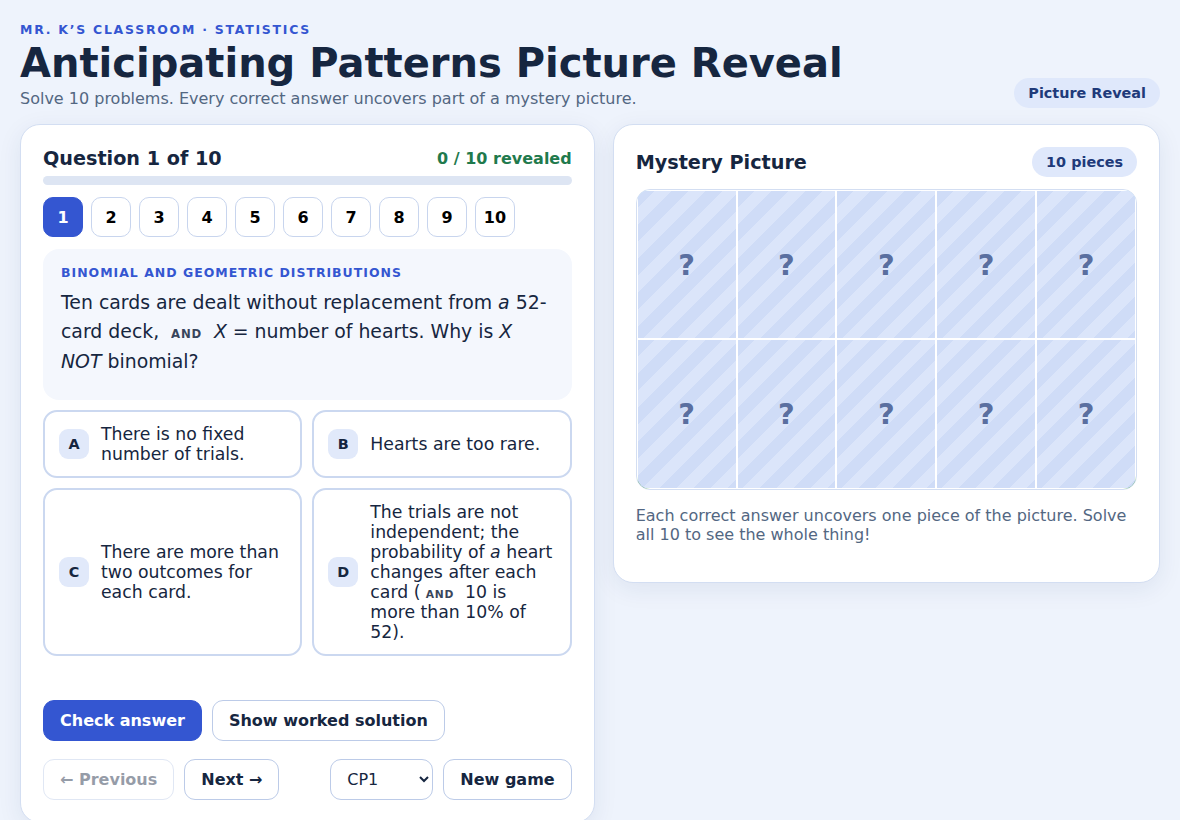 MR. K’S CLASSROOM · STATISTICS
Anticipating Patterns Picture Reveal
Solve 10 problems. Every correct answer uncovers part of a mystery picture.
Picture Reveal
Question 1 of 10
0 / 10 revealed
1 2 3 4 5 6 7 8 9 10
BINOMIAL AND GEOMETRIC DISTRIBUTIONS
Ten cards are dealt without replacement from a 52-
card deck, AND X = number of hearts. Why is X
NOT binomial?
A
There is no fixed
number of trials.
B
Hearts are too rare.
C
There are more than
two outcomes for
each card.
D
The trials are not
independent; the
probability of a heart
changes after each
card ( AND 10 is
more than 10% of
52).
Check answer
Show worked solution
← Previous
Next →
CP1
New game
Mystery Picture
10 pieces
? ? ? ? ?
? ? ? ? ?
Each correct answer uncovers one piece of the picture. Solve
all 10 to see the whole thing!